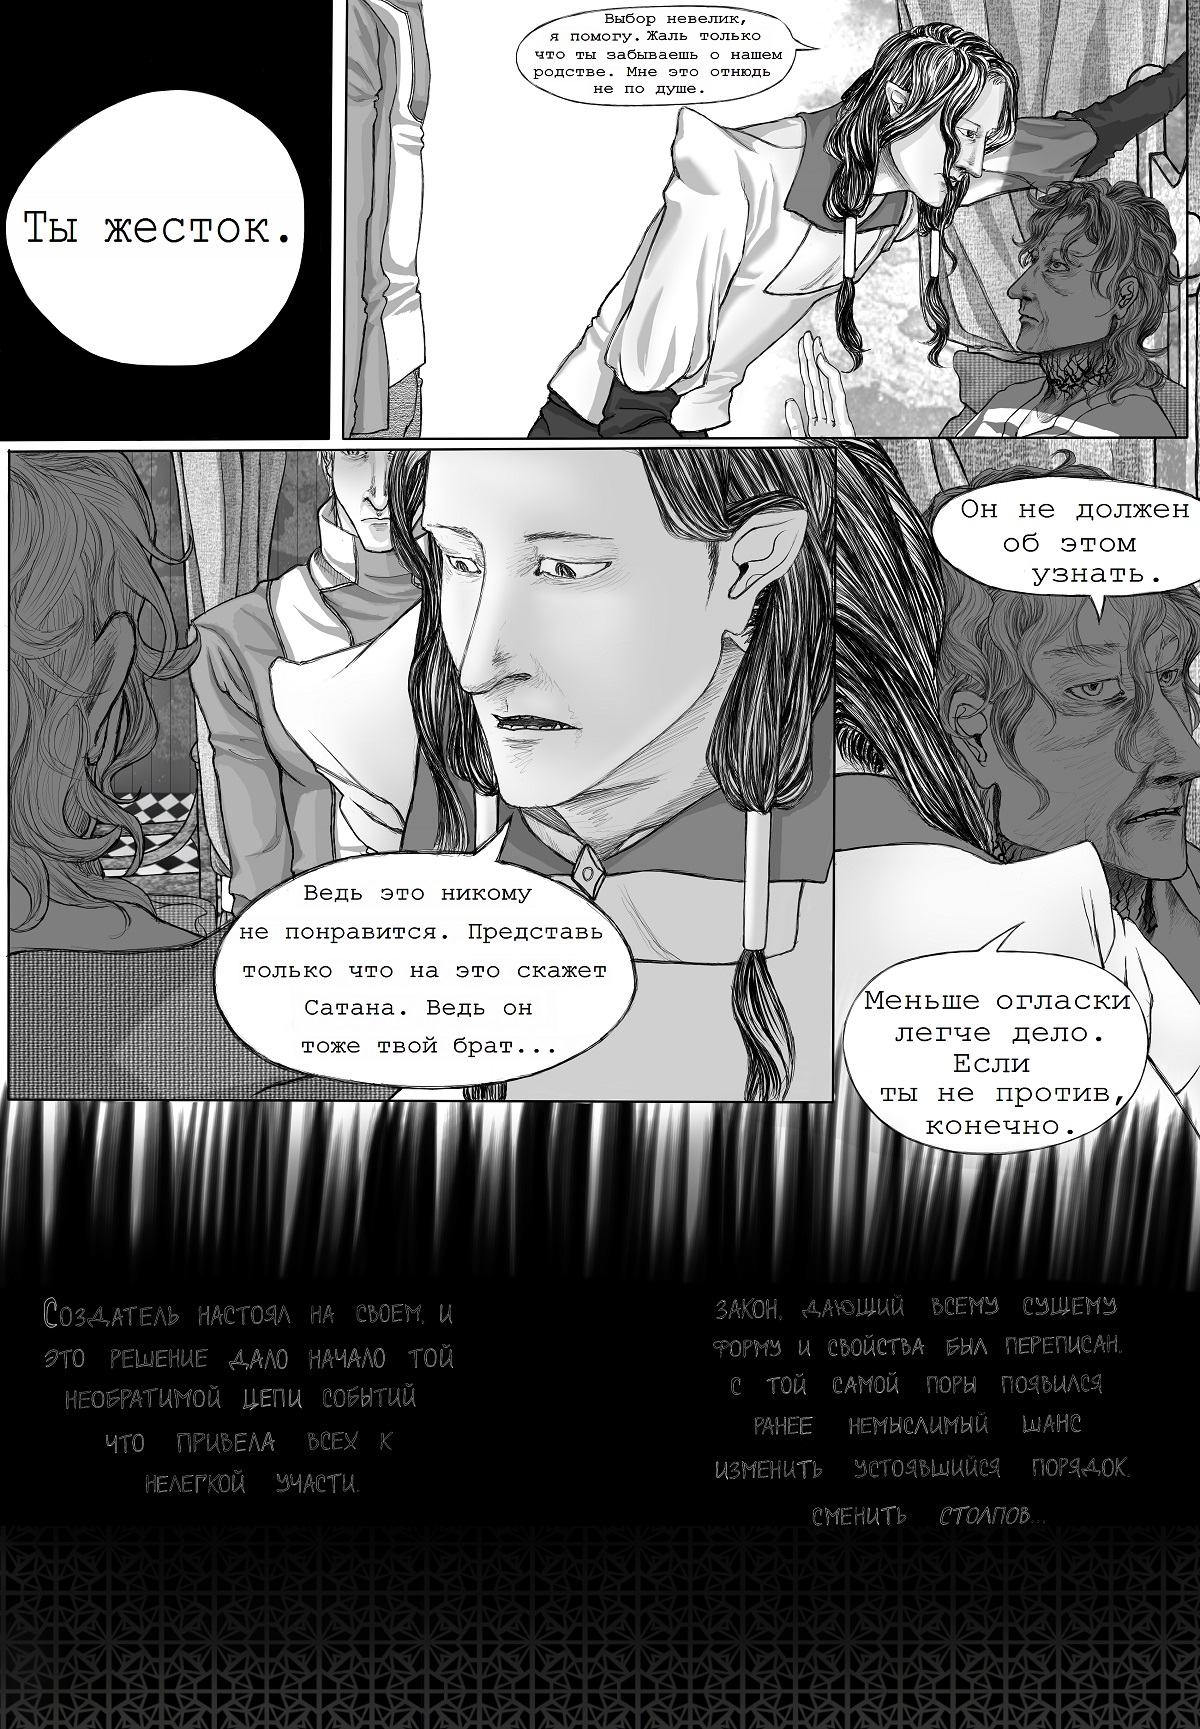 Ты жесток.
Выбор невелик,
я помогу. Жаль только
что ты забываешь о нашем
родстве. Мне это отнюдь
не по душе.
Ведь это никому
не понравится. Представь
только что на это скажет
Сатана. Ведь он
тоже твой брат...
Он не должен
об этом
узнать.
Меньше огласки
легче дело.
Если
ты не против,
конечно.
Создатель настоял на своем, и
это решение дало начало той
необратимой цепи событий
что привела всех к
нелегкой участи.
Закон, дающий всему сущему
форму и свойства был переписан.
С той самой поры появился
ранее немыслимый шанс
изменить устоявшийся порядок.
Сменить столпов...